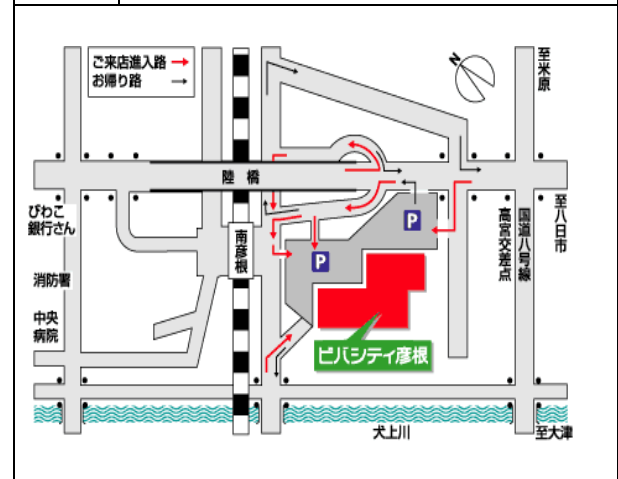 ご来店進入路
お帰り路
N
至米原
陸橋
びわこ
銀行さん
P
国道八号線
高宮交差点
至八日市
南彦根
P
消防署
中央
病院
ビバシティ彦根
犬上川
至大津